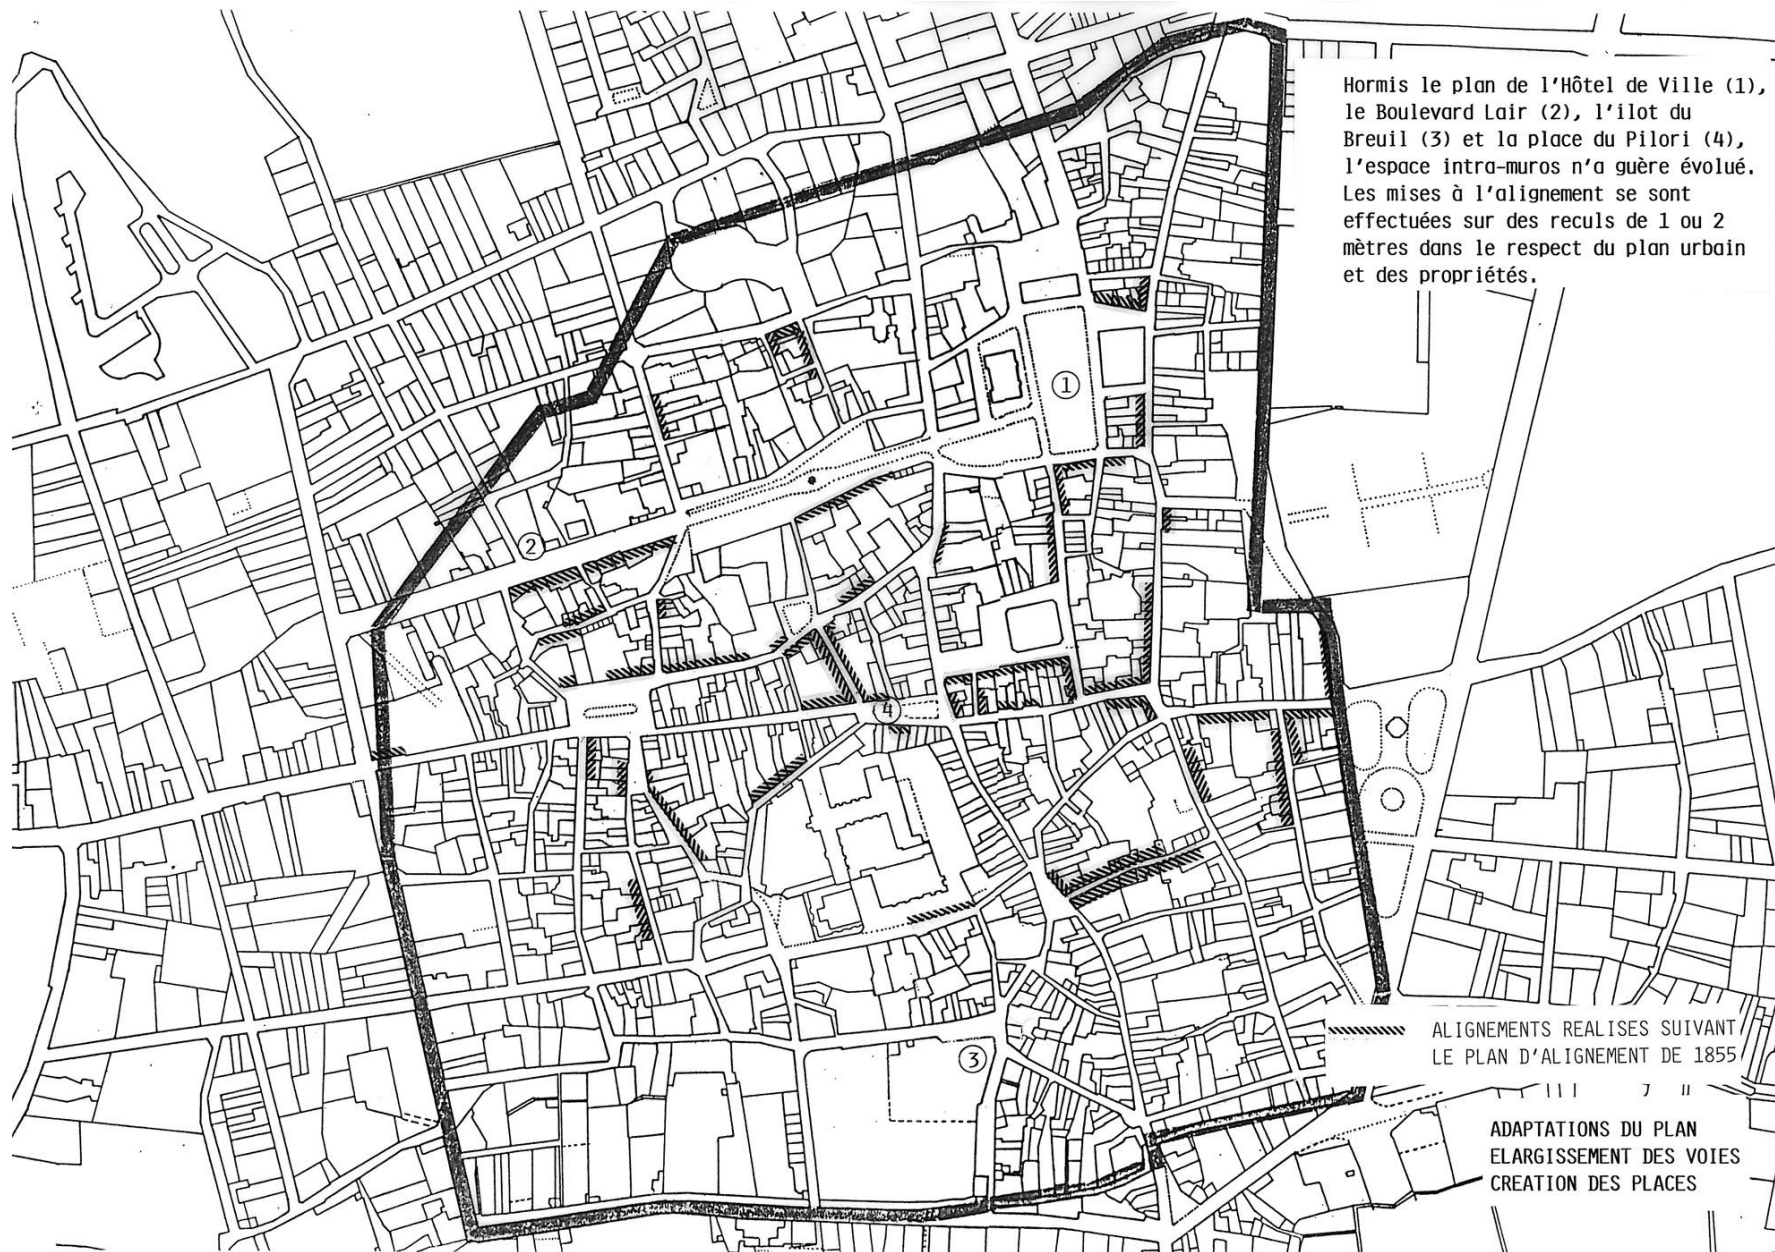 Hormis le plan de l'Hôtel de Ville (1),
le Boulevard Lair (2), l'ilot du
Breuil (3) et la place du Pilori (4),
l'espace intra-muros n'a guère évolué.
Les mises à l'alignement se sont
effectuées sur des reculs de 1 ou 2
mètres dans le respect du plan urbain
et des propriétés.
1
2
4
3
ALIGNEMENTS REALISES SUIVANT
LE PLAN D'ALIGNEMENT DE 1855
ADAPTATIONS DU PLAN
ELARGISSEMENT DES VOIES
CREATION DES PLACES